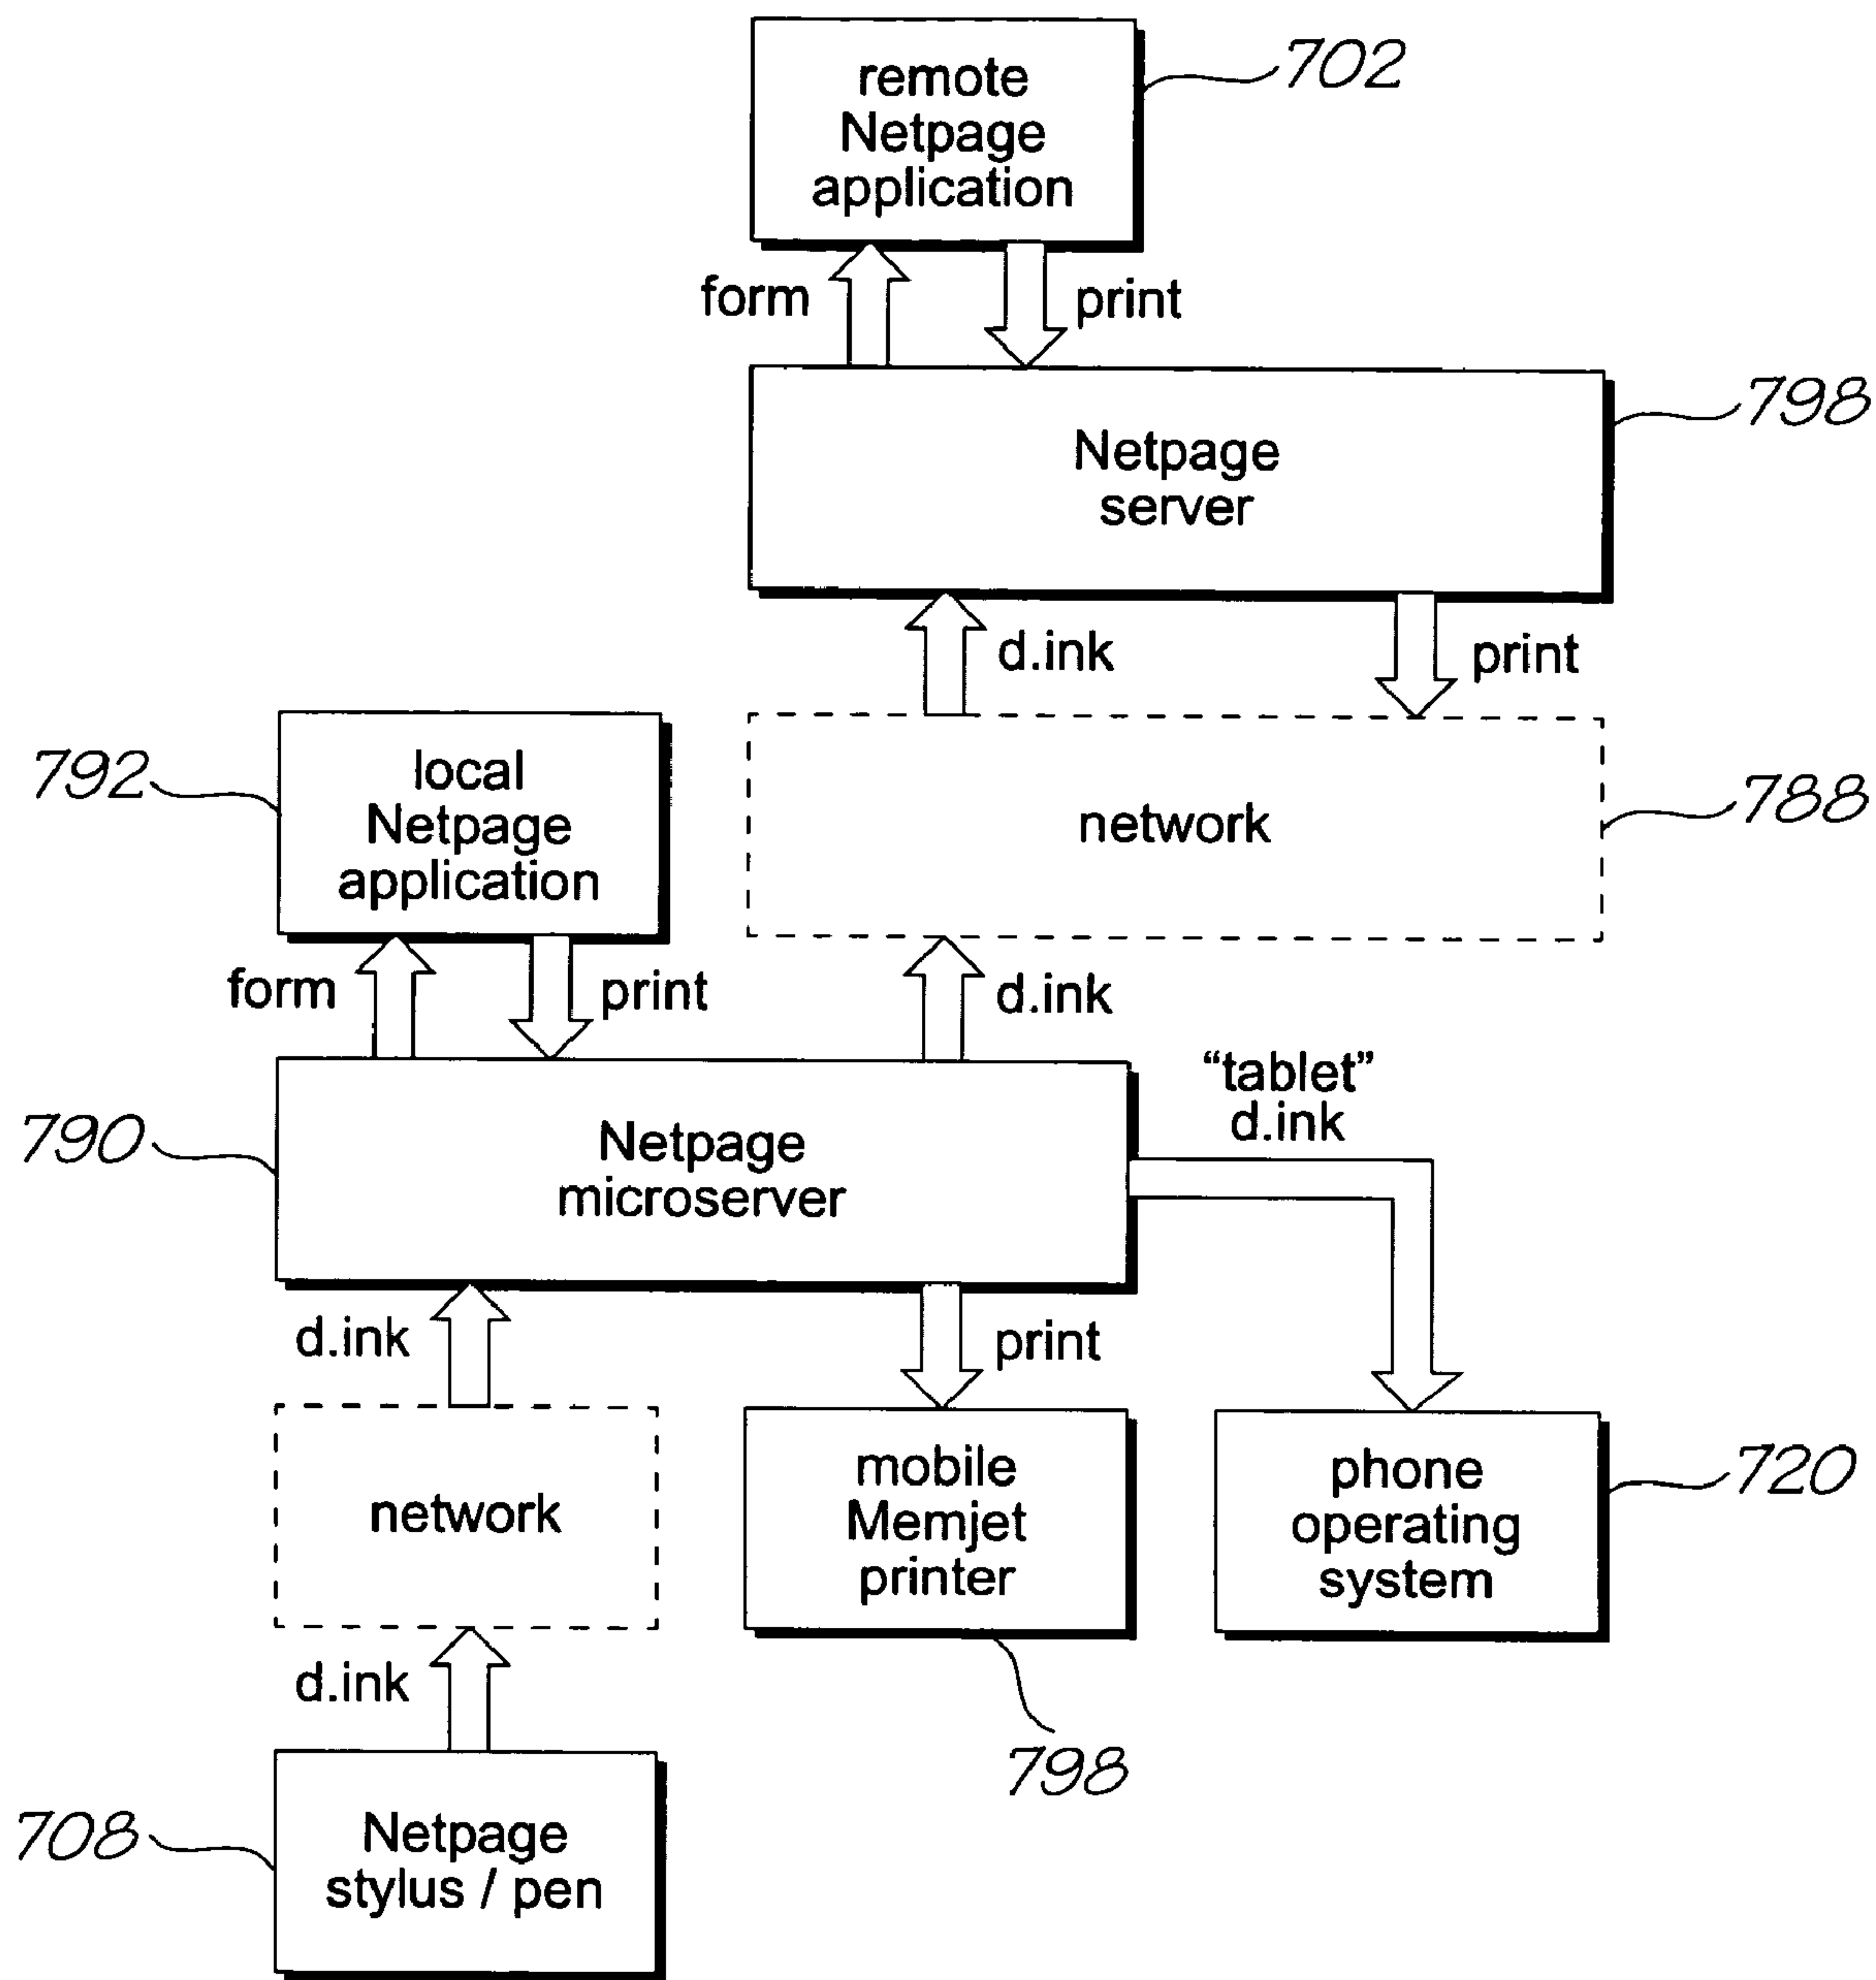 remote
Netpage
application
702
form
print
Netpage
server
798
d.ink
print
local
Netpage
application
792
network
788
form
print
d.ink
"tablet"
d.ink
Netpage
microserver
790
d.ink
print
network
mobile
Memjet
printer
798
phone
operating
system
720
d.ink
Netpage
stylus / pen
708